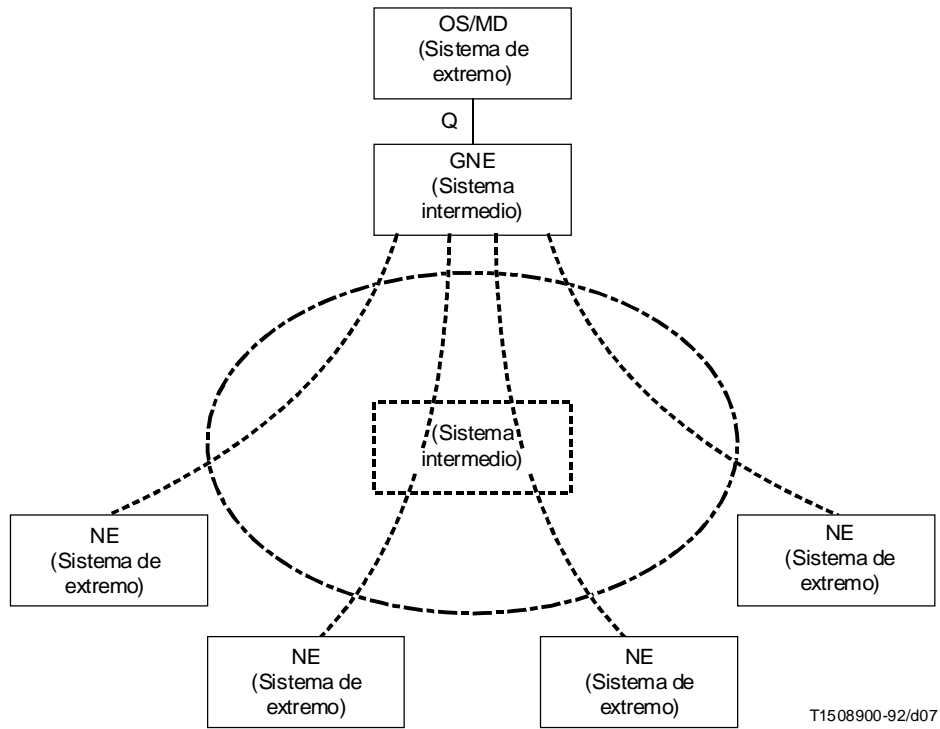 OS/MD
(Sistema de
extremo)
Q
GNE
(Sistema
intermedio)
(Sistema
intermedio)
NE
(Sistema de
extremo)
NE
(Sistema de
extremo)
NE
(Sistema de
extremo)
NE
(Sistema de
extremo)
T1508900-92/d07